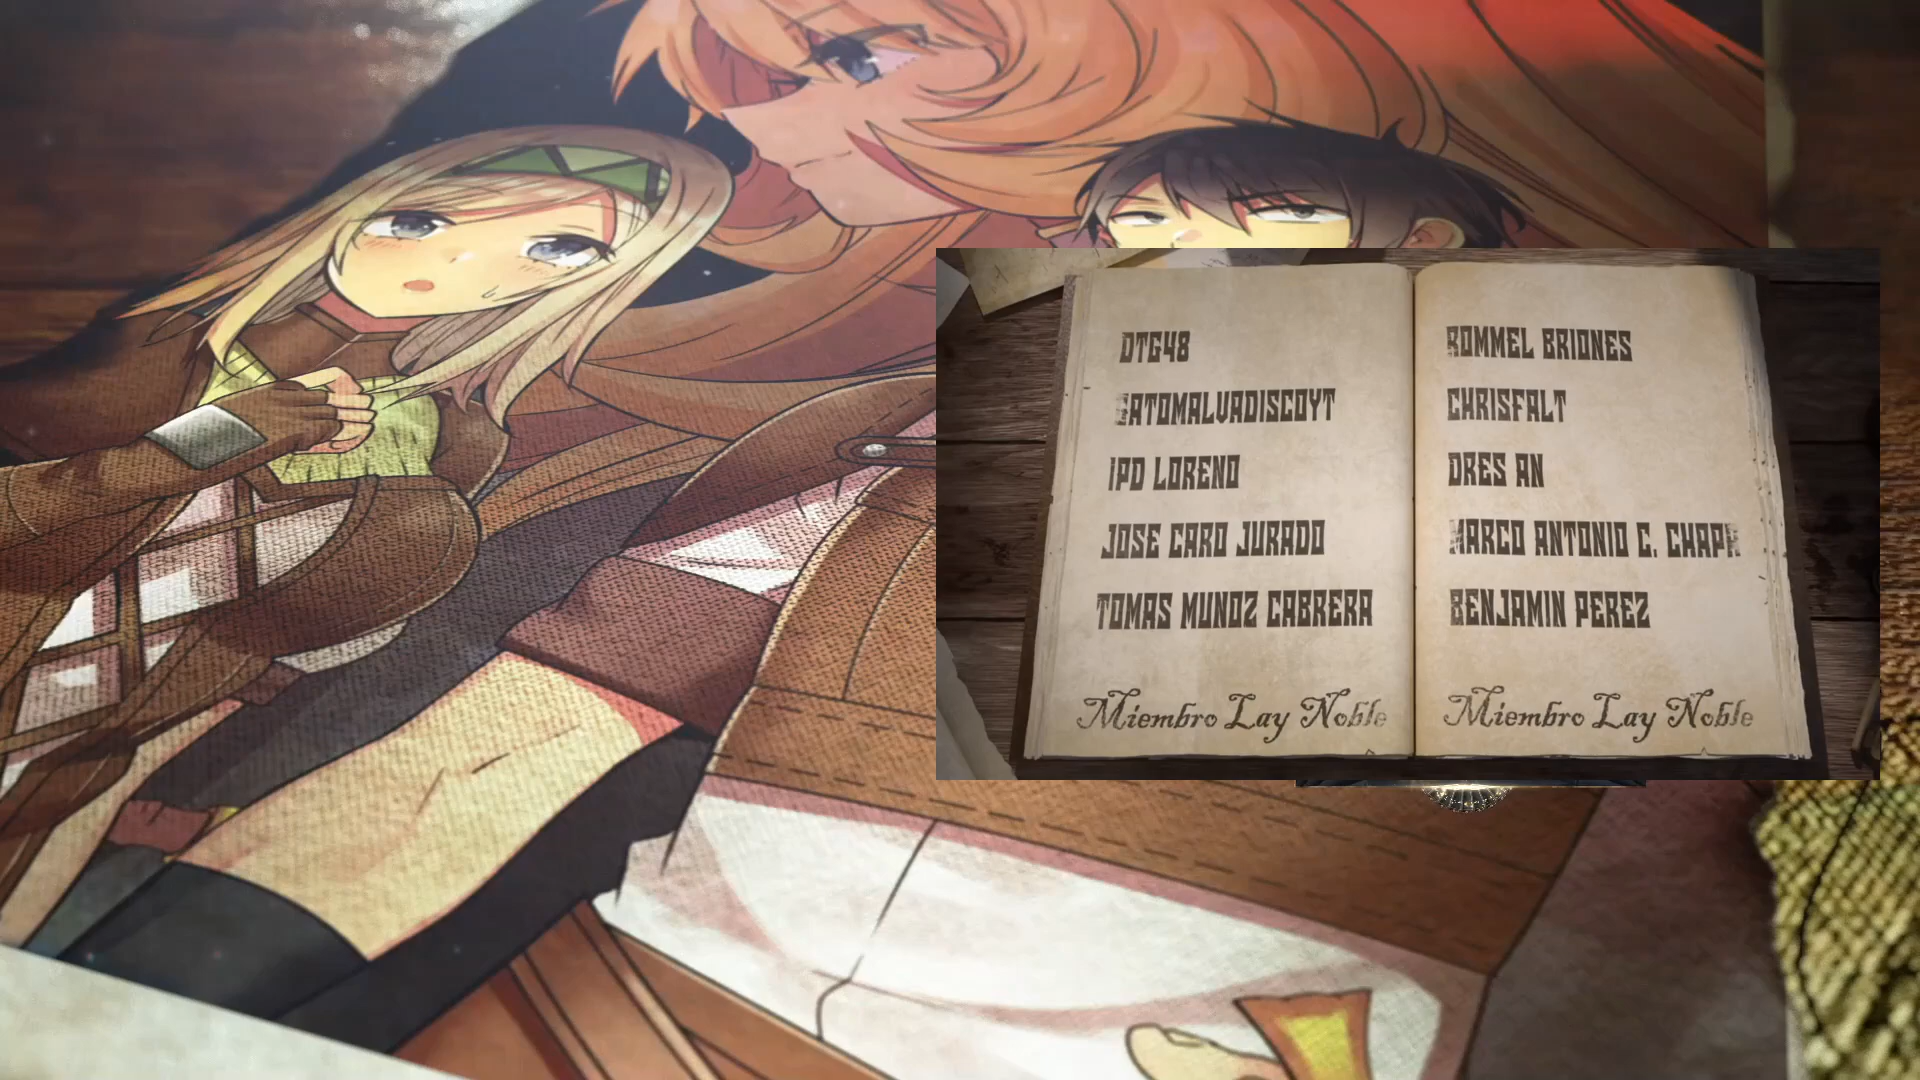 DTG48
GATOMALVADISCOYT
IPD LORENO
JOSE CARO JURADO
TOMAS MUNOZ CABRERA
Miembro Lay Noble
ROMMEL BRIONES
CHRISFALT
DRES AN
MARCO ANTONIO C.
BENJAMIN PEREZ
Miembro Lay Noble